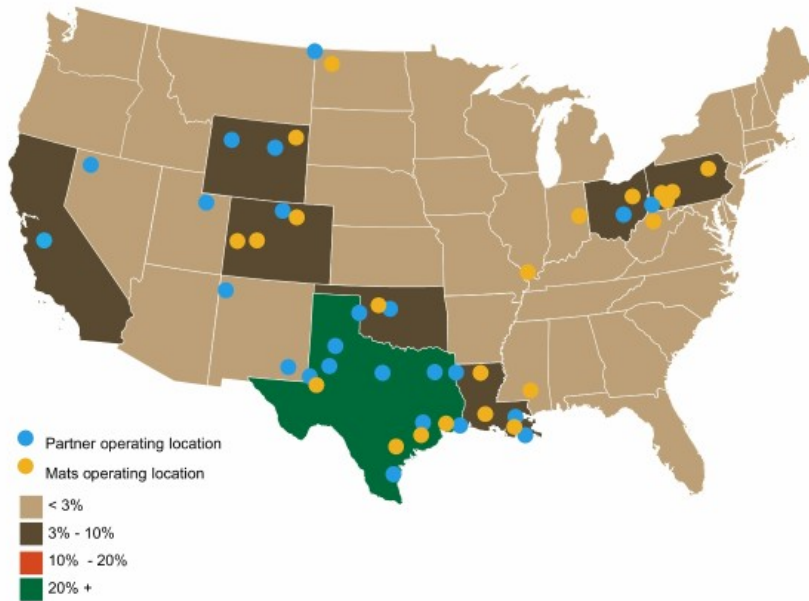 Partner operating location
Mats operating location
< 3%
3% - 10%
10% - 20%
20% +